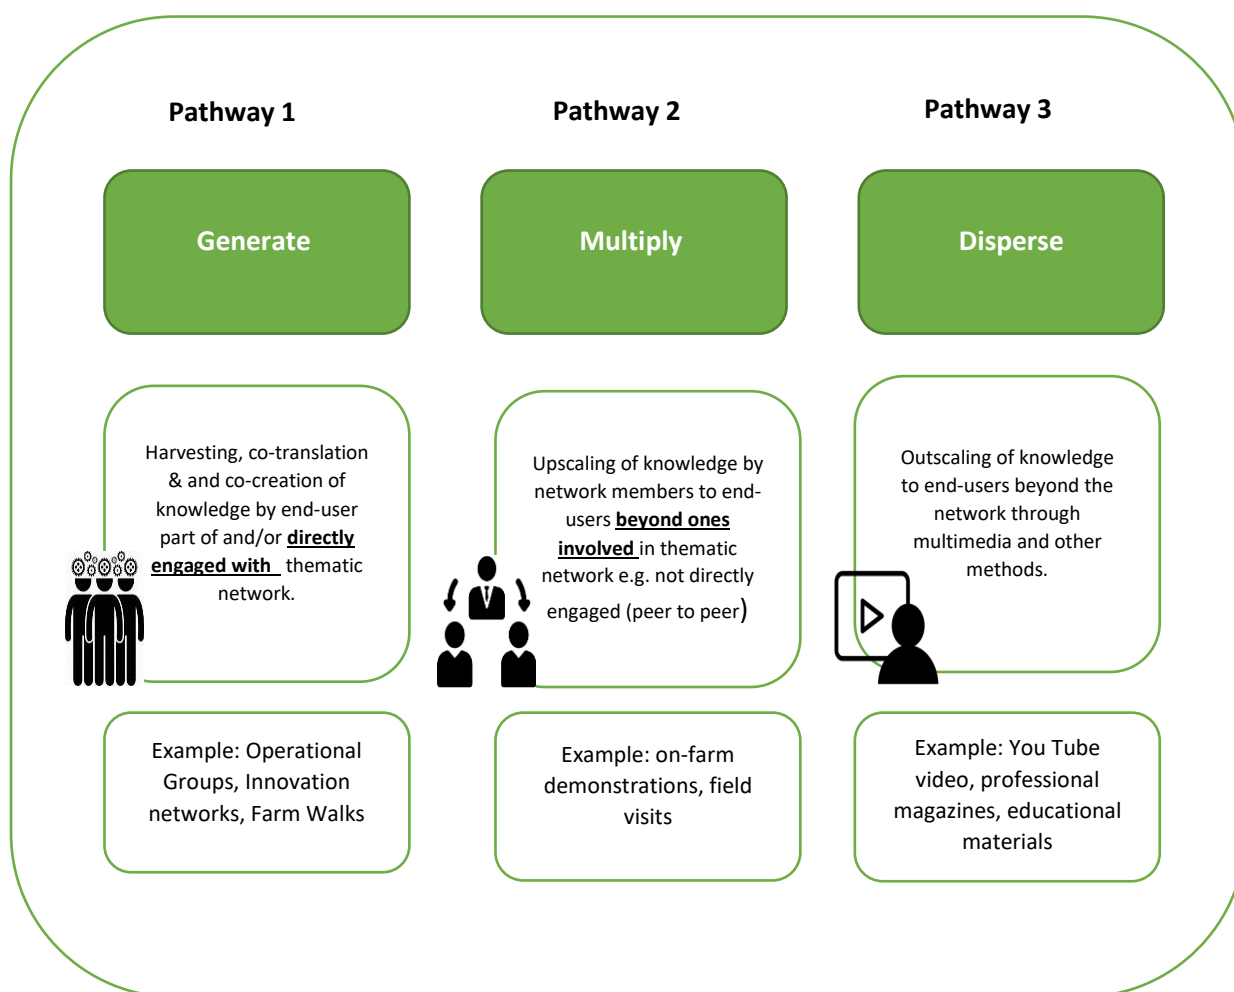 Pathway 1
Generate
Harvesting, co-translation
& and co-creation of
knowledge by end-user
part of and/or directly
engaged with thematic
network.
Example: Operational
Groups, Innovation
networks, Farm Walks
Pathway 2
Multiply
Upscaling of knowledge by
network members to end-
users beyond ones
involved in thematic
network e.g. not directly
engaged (peer to peer)
Example: on-farm
demonstrations, field
visits
Pathway 3
Disperse
Outscaling of knowledge
to end-users beyond the
network through
multimedia and other
methods.
Example: You Tube
video, professional
magazines, educational
materials